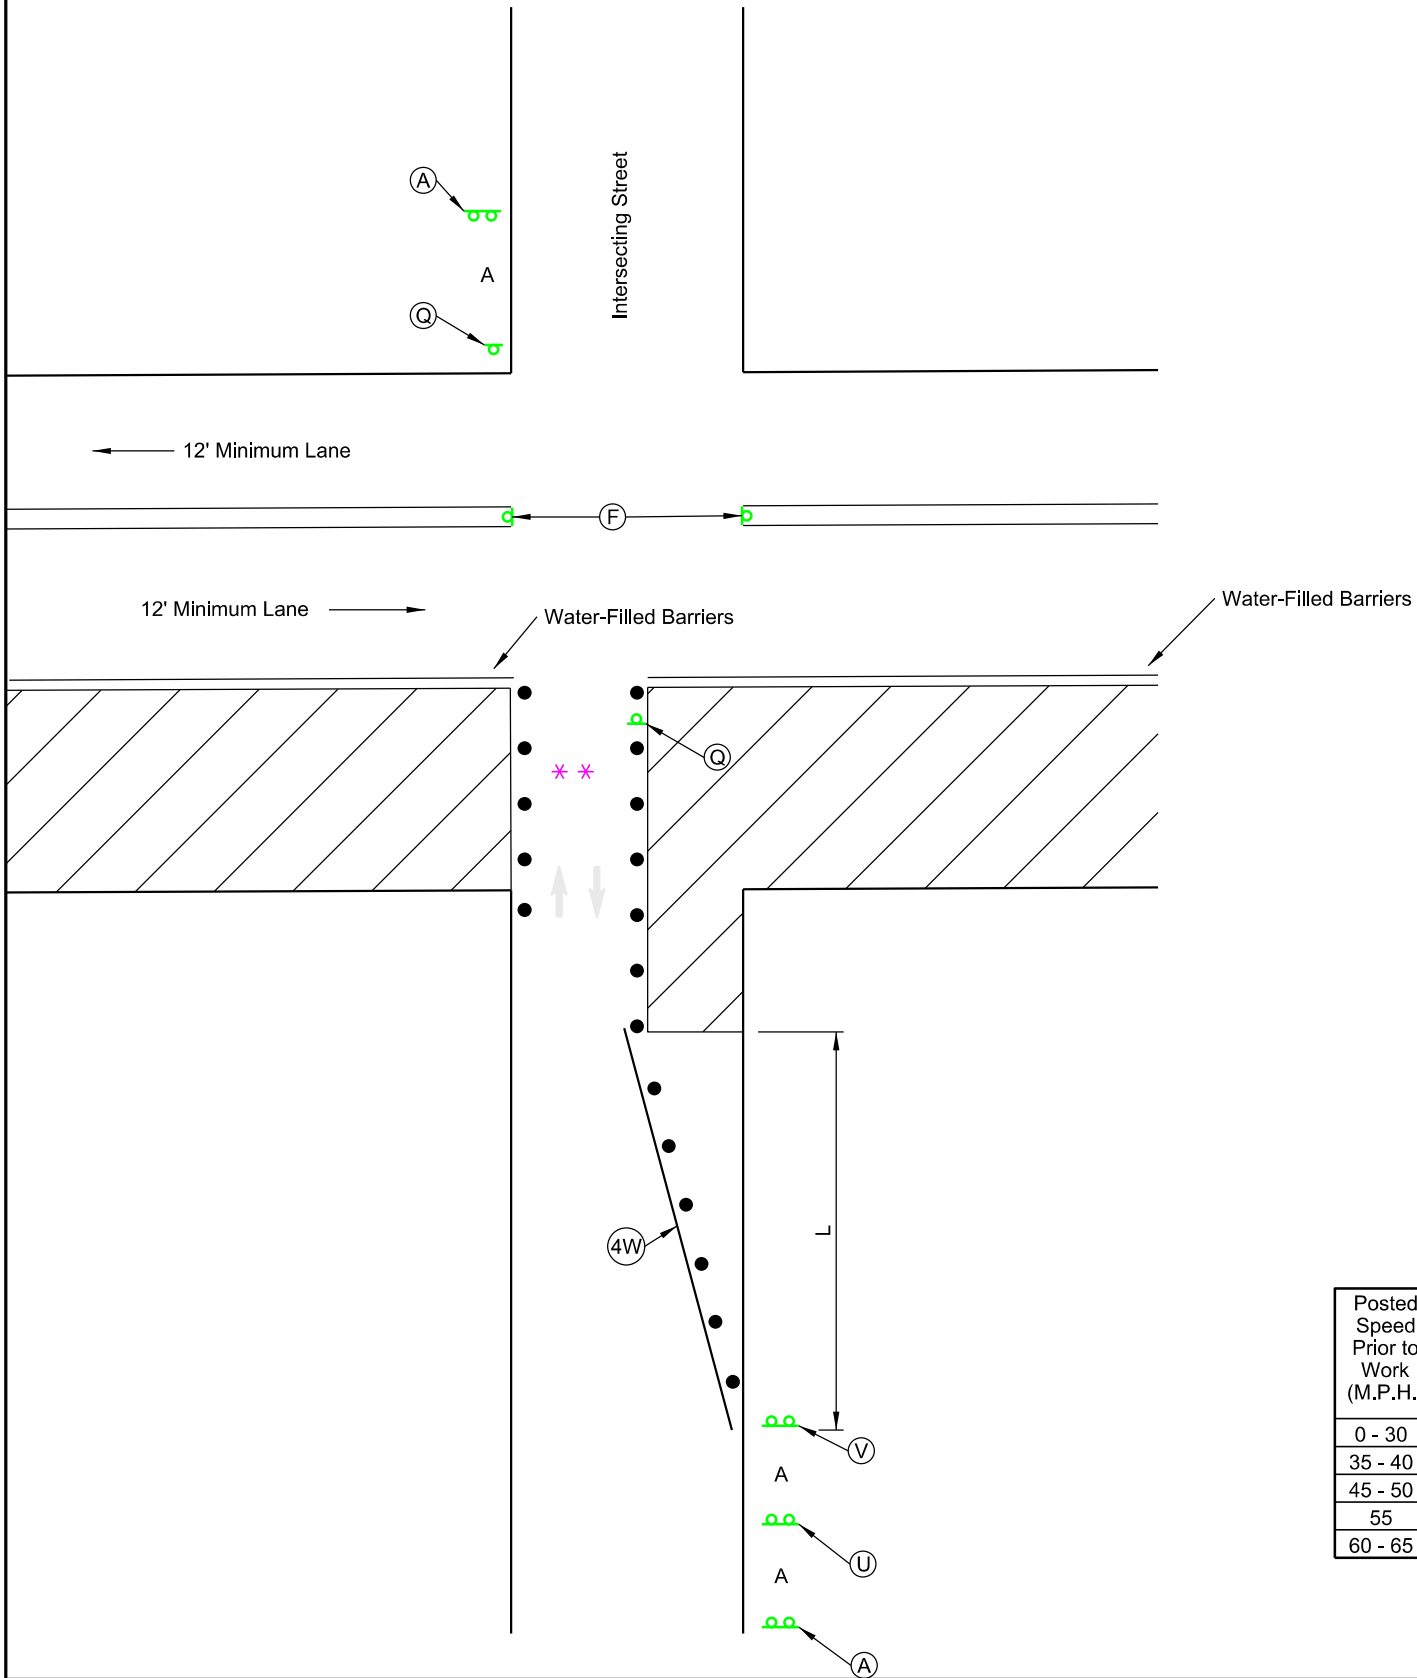 A
Intersecting Street
A
Q
12' Minimum Lane
F
12' Minimum Lane
Water-Filled Barriers
Water-Filled Barriers
Q
4W
L
V
A
U
A
A
Posted
Speed
Prior to
Work
(M.P.H.
0 - 30
35 - 40
45 - 50
55
60 - 65